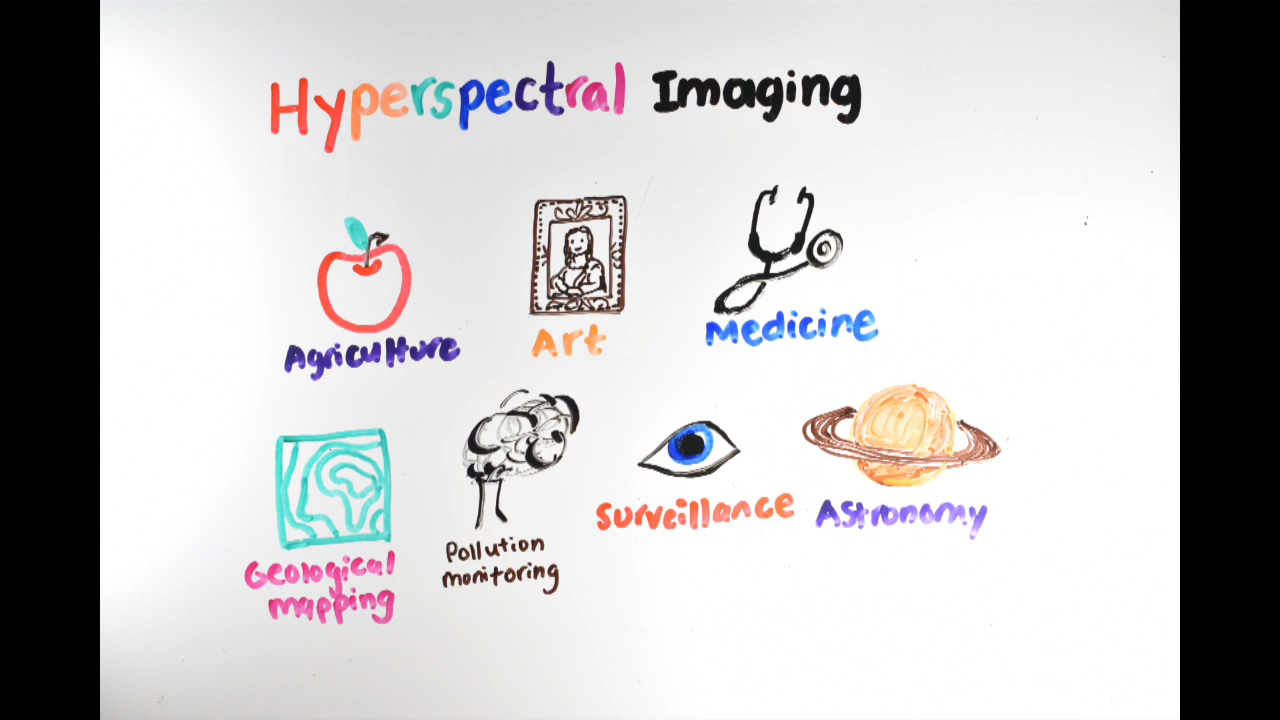 Hyperspectral Imaging
Agriculture
Art
Medicine
Geological
mapping
Pollution
monitoring
Surveillance
Astronomy